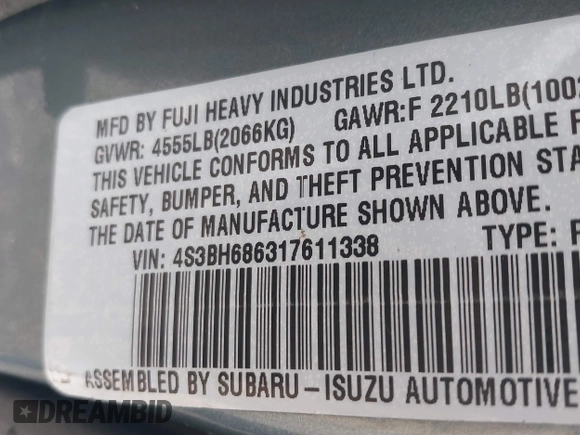 MFD BY FUJI HEAVY INDUSTRIES LTD.
GVWR: 4555LB(2066KG) GAWR:F 2210LB(1002
THIS VEHICLE CONFORMS TO ALL APPLICABLE F
SAFETY, BUMPER, AND THEFT PREVENTION STA
THE DATE OF MANUFACTURE SHOWN ABOVE.
VIN: 4S3BH686317611338 TYPE: P
ASSEMBLED BY SUBARU-ISUZU AUTOMOTIVE
DREAMBID